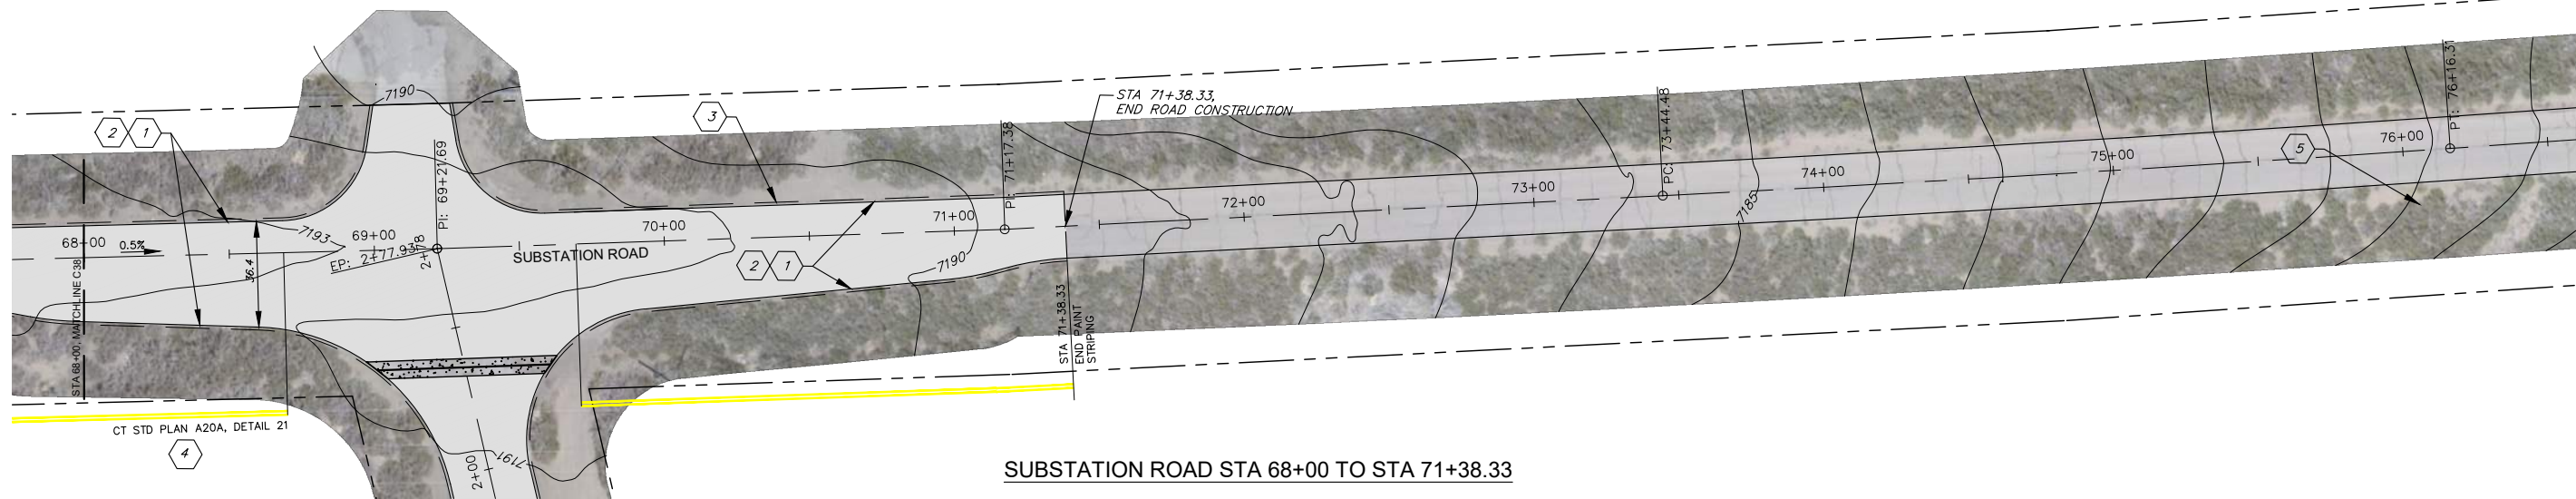 7190
2 1
3
STA 71+38.33,
END ROAD CONSTRUCTION
PI: 69+21.69
PI: 71+17.38
PC: 73+44.48
PT: 76+16.31
68+00
0.5%
7193
69+00
EP: 2+77.93
2+78
36.4
SUBSTATION ROAD
70+00
71+00
72+00
73+00
74+00
75+00
76+00
5
2 1
7190
7185
STA 68+00, MATCHLINE C38
STA 71+38.33
END PAINT
STRIPING
CT STD PLAN A20A, DETAIL 21
4
2+00
7191
SUBSTATION ROAD STA 68+00 TO STA 71+38.33